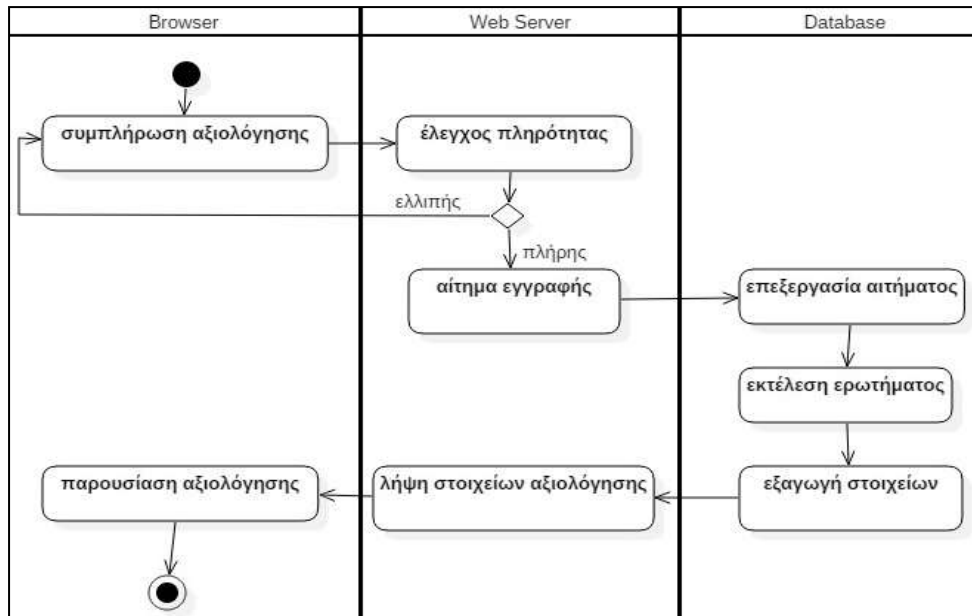 Browser
Web Server
Database
συμπλήρωση αξιολόγησης
έλεγχος πληρότητας
ελλιπής
πλήρης
αίτημα εγγραφής
επεξεργασία αιτήματος
εκτέλεση ερωτήματος
παρουσίαση αξιολόγησης
λήψη στοιχείων αξιολόγησης
εξαγωγή στοιχείων